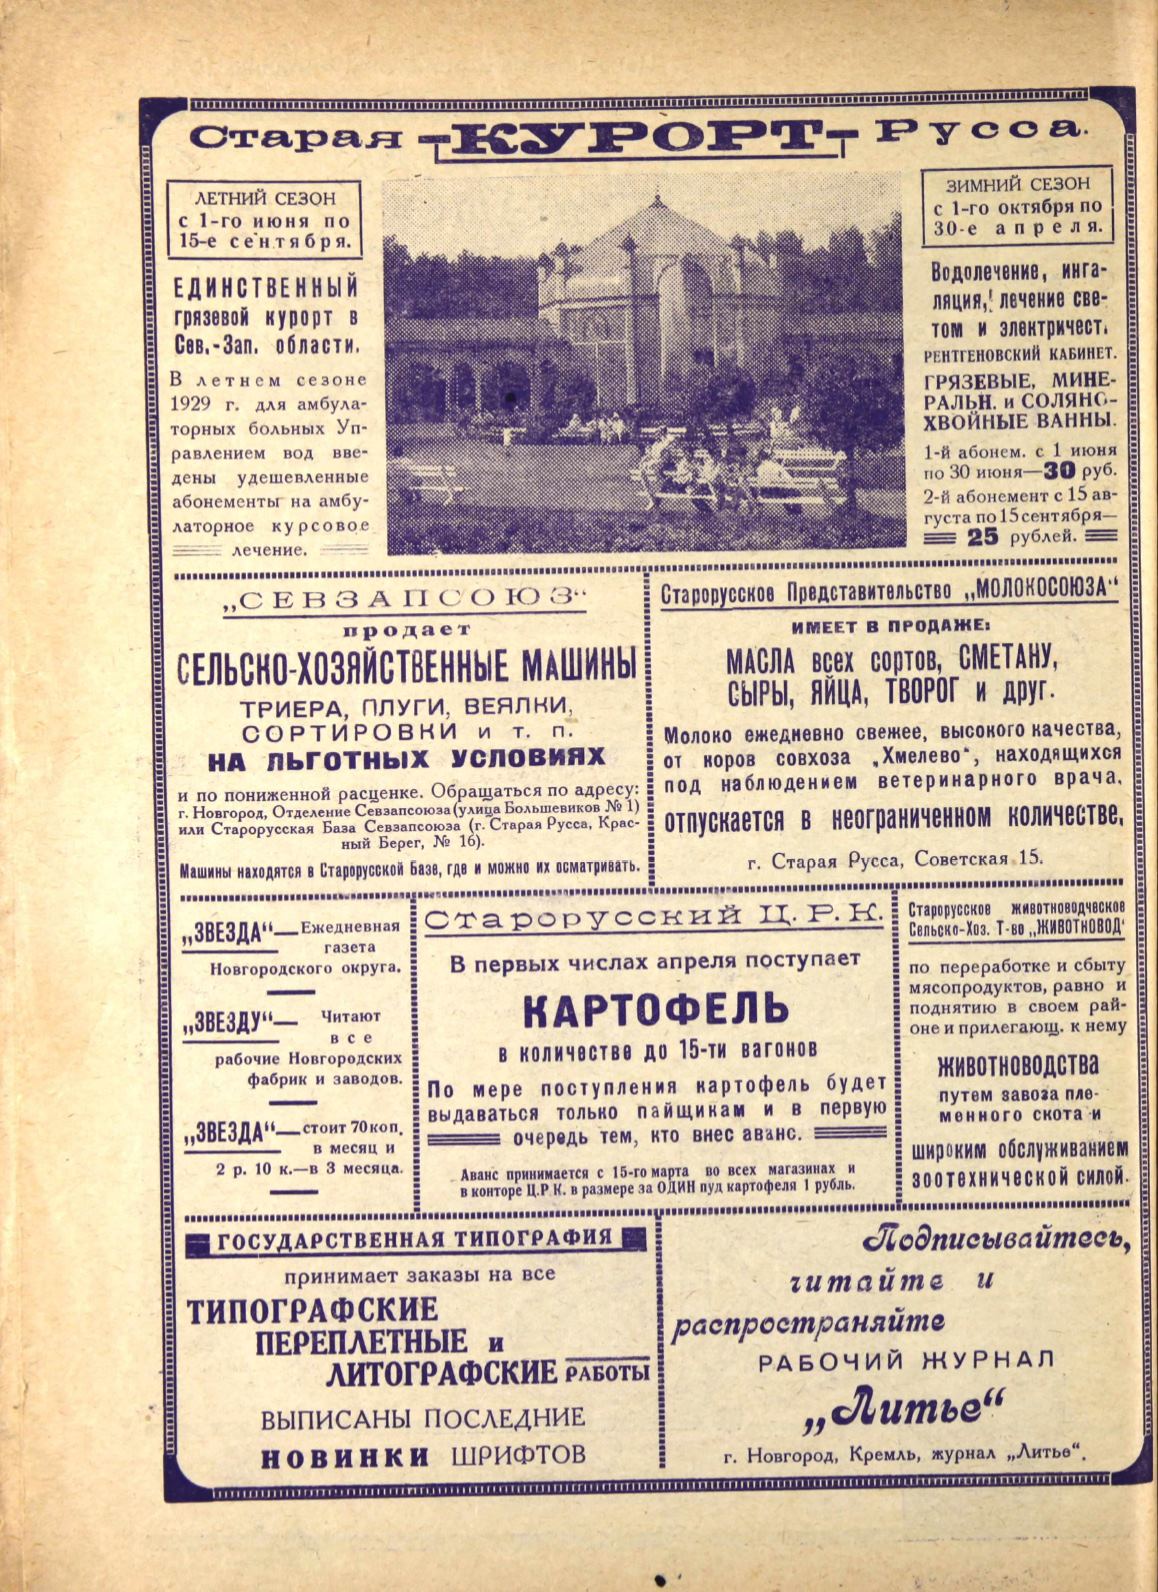 Старая КУРОРТ Русса.
ЛЕТНИЙ СЕЗОН
с 1-го июня по
15-е сентября.
ЕДИНСТВЕННЫЙ
грязевой курорт в
Сев.-Зап. области.
В летнем сезоне
1929 г. для амбула-
торных больных Уп-
равлением вод вве-
дены удешевленные
абонементы на амбу-
латорное курсовое
лечение.
ЗИМНИЙ СЕЗОН
с 1-го октября по
30-е апреля.
Водолечение, инга-
ляция, лечение све-
том и электричест.
РЕНТГЕНОВСКИЙ КАБИНЕТ.
ГРЯЗЕВЫЕ, МИНЕ-
РАЛЬН. и СОЛЯНО-
ХВОЙНЫЕ ВАННЫ.
1-й абонем. с 1 июня
по 30 июня—30 руб.
2-й абонемент с 15 ав-
густа по 15 сентября—
25 рублей.
„СЕВЗАПСОЮЗ“
продает
СЕЛЬСКО-ХОЗЯЙСТВЕННЫЕ МАШИНЫ
ТРИЕРА, ПЛУГИ, ВЕЯЛКИ,
СОРТИРОВКИ и т. п.
НА ЛЬГОТНЫХ УСЛОВИЯХ
и по пониженной расценке. Обращаться по адресу:
г. Новгород, Отделение Севзапсоюза (улица Большевиков № 1)
или Старорусская База Севзапсоюза (г. Старая Русса, Крас-
ный Берег, № 16).
Машины находятся в Старорусской Базе, где и можно их осматривать.
Старорусское Представительство „МОЛОКОСОЮЗА“
ИМЕЕТ В ПРОДАЖЕ:
МАСЛА всех сортов, СМЕТАНУ,
СЫРЫ, ЯЙЦА, ТВОРОГ и друг.
Молоко ежедневно свежее, высокого качества,
от коров совхоза „Хмелево“, находящихся
под наблюдением ветеринарного врача.
отпускается в неограниченном количестве.
г. Старая Русса, Советская 15.
„ЗВЕЗДА“—Ежедневная
газета
Новгородского округа.
„ЗВЕЗДУ“— Читают
все
рабочие Новгородских
фабрик и заводов.
„ЗВЕЗДА“—стоит 70 коп.
в месяц и
2 р. 10 к.—в 3 месяца.
Старорусский Ц. Р. К.
В первых числах апреля поступает
КАРТОФЕЛЬ
в количестве до 15-ти вагонов
По мере поступления картофель будет
выдаваться только пайщикам и в первую
очередь тем, кто внес аванс.
Аванс принимается с 15-го марта во всех магазинах и
в конторе Ц.Р К. в размере за ОДИН пуд картофеля 1 рубль.
Старорусское животноводческое
Сельско-Хоз. Т-во „ЖИВОТНОВОД“
по переработке и сбыту
мясопродуктов, равно и
поднятию в своем рай-
оне и прилегающ. к нему
ЖИВОТНОВОДСТВА
путем завоза пле-
менного скота и
широким обслуживанием
зоотехнической силой.
ГОСУДАРСТВЕННАЯ ТИПОГРАФИЯ
принимает заказы на все
ТИПОГРАФСКИЕ
ПЕРЕПЛЕТНЫЕ и
ЛИТОГРАФСКИЕ РАБОТЫ
ВЫПИСАНЫ ПОСЛЕДНИЕ
НОВИНКИ ШРИФТОВ
Подписывайтесь,
читайте и
распространяйте
РАБОЧИЙ ЖУРНАЛ
„Литье“
г. Новгород, Кремль, журнал „Литье“.